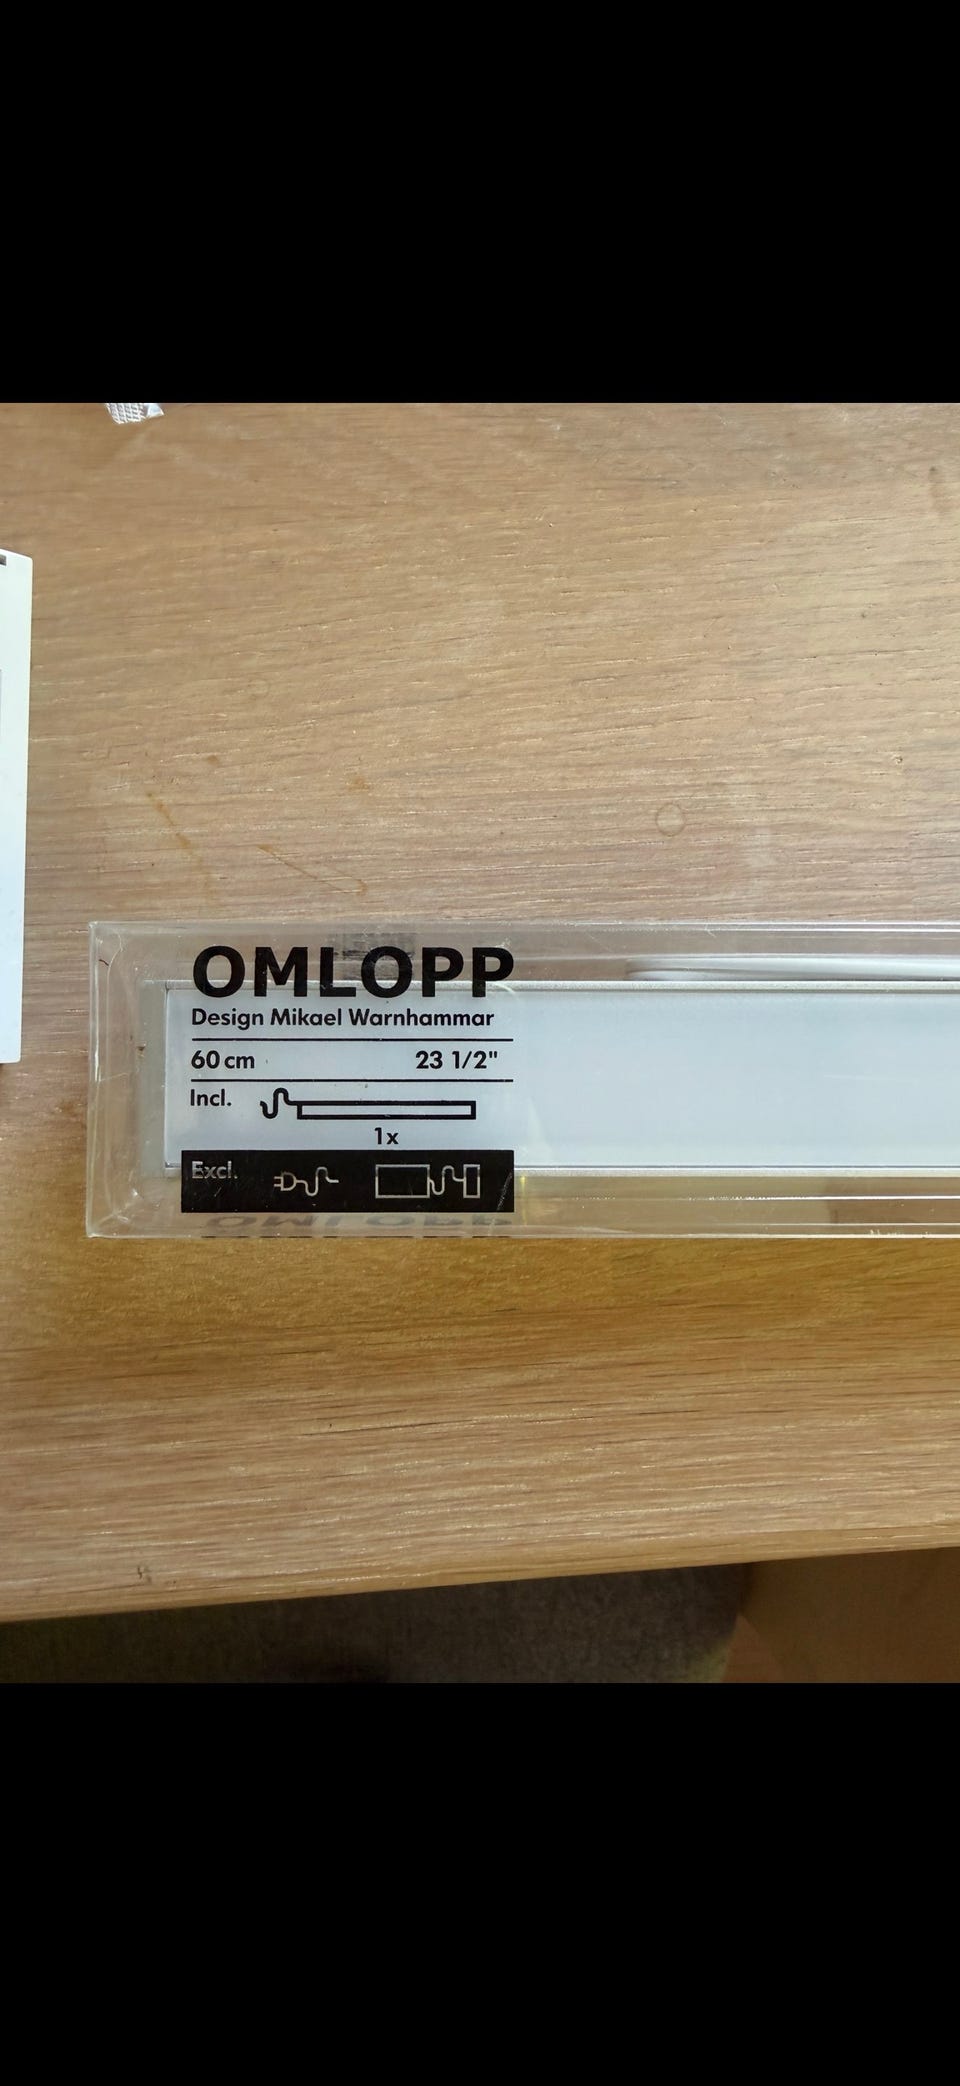 OMLOPP
Design Mikael Warnhammar
60 cm 23 1/2"
Incl.
1x
Excl.